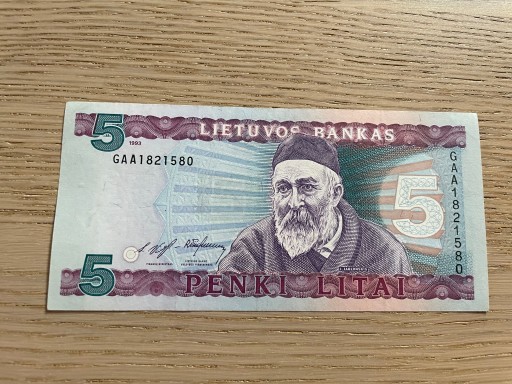 LIETUVOS BANKAS
5
1993
GAA1821580
5
GAA1821580
5
PENKI LITAI